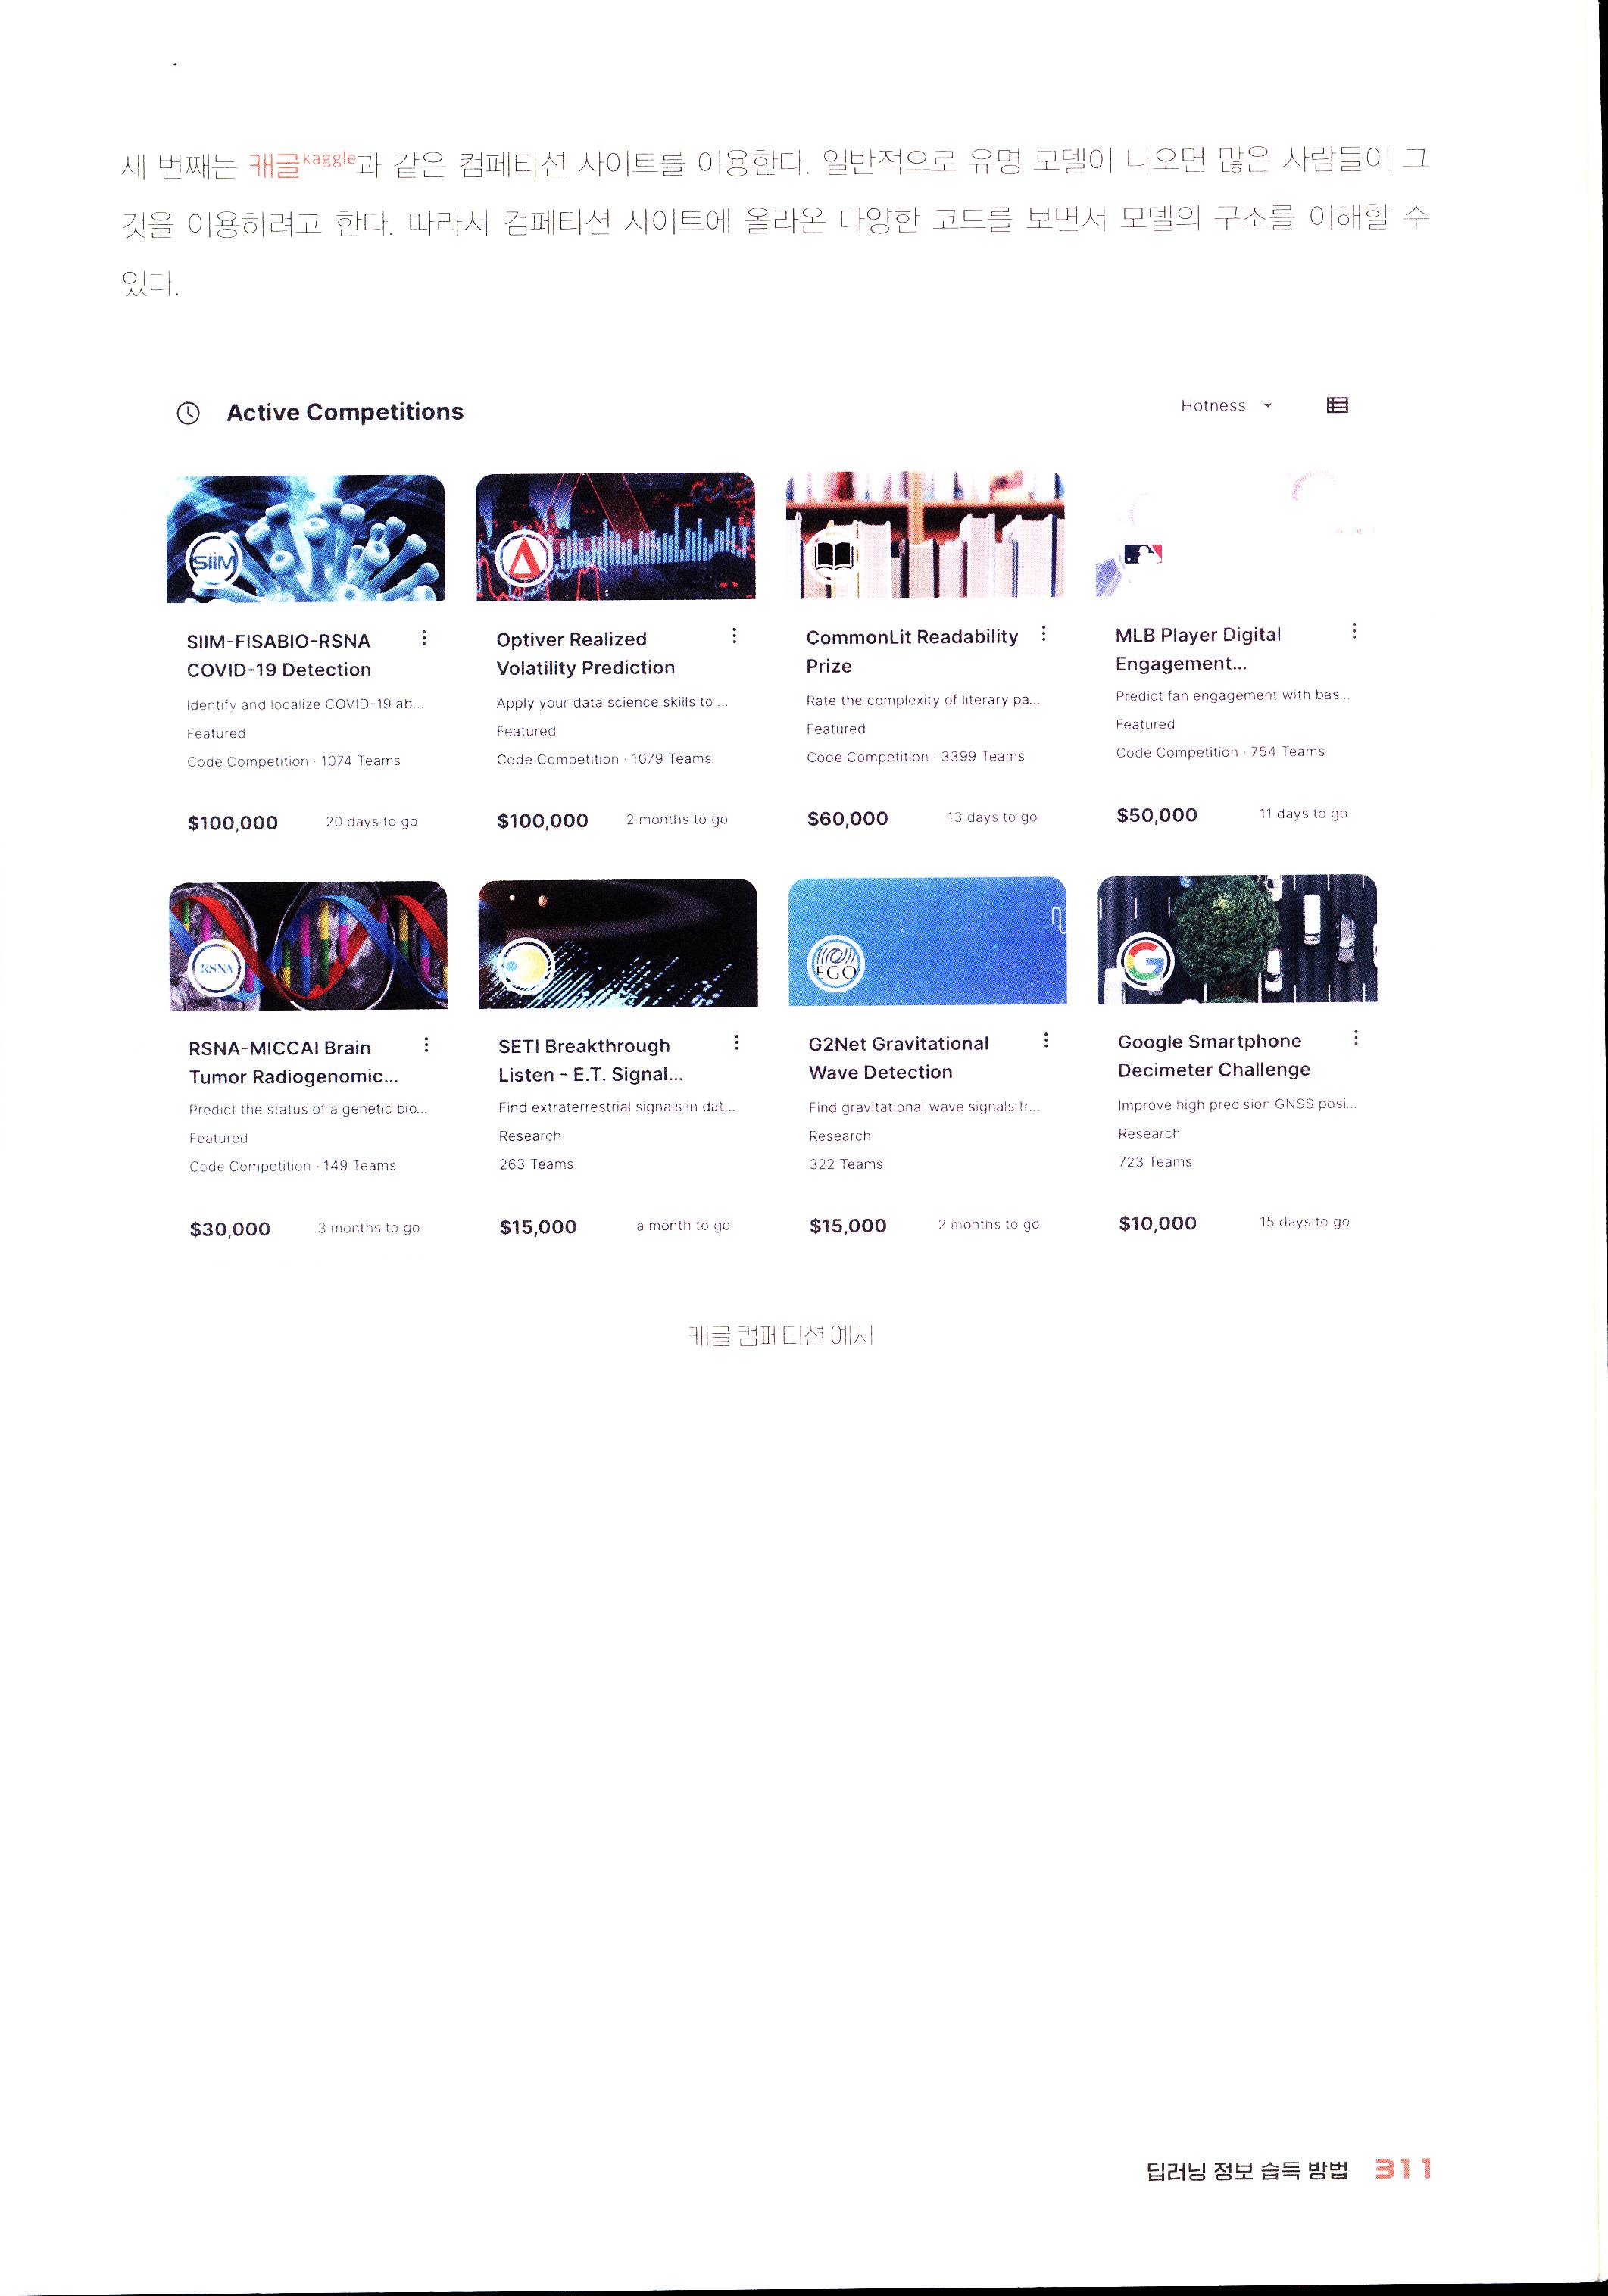 세 번째는 캐글kaggle과 같은 컴페티션 사이트를 이용한다. 일반적으로 유명 모델이 나오면 많은 사람들이 그
것을 이용하려고 한다. 따라서 컴페티션 사이트에 올라온 다양한 코드를 보면서 모델의 구조를 이해할 수
있다.
Active Competitions
Hotness
SIIM
SIIM-FISABIO-RSNA
COVID-19 Detection
Identify and localize COVID-19 ab...
Featured
Code Competition · 1074 Teams
$100,000 20 days to go
Optiver Realized
Volatility Prediction
Apply your data science skills to ...
Featured
Code Competition · 1079 Teams
$100,000 2 months to go
CommonLit Readability
Prize
Rate the complexity of literary pa...
Featured
Code Competition · 3399 Teams
$60,000 13 days to go
MLB Player Digital
Engagement...
Predict fan engagement with bas...
Featured
Code Competition · 754 Teams
$50,000 11 days to go
RSNA
RSNA-MICCAI Brain
Tumor Radiogenomic...
Predict the status of a genetic bio...
Featured
Code Competition · 149 Teams
$30,000 3 months to go
SETI Breakthrough
Listen - E.T. Signal...
Find extraterrestrial signals in dat...
Research
263 Teams
$15,000 a month to go
EGO
G2Net Gravitational
Wave Detection
Find gravitational wave signals fr...
Research
322 Teams
$15,000 2 months to go
G
Google Smartphone
Decimeter Challenge
Improve high precision GNSS posi...
Research
723 Teams
$10,000 15 days to go
캐글 컴페티션 예시
딥러닝 정보 습득 방법 311